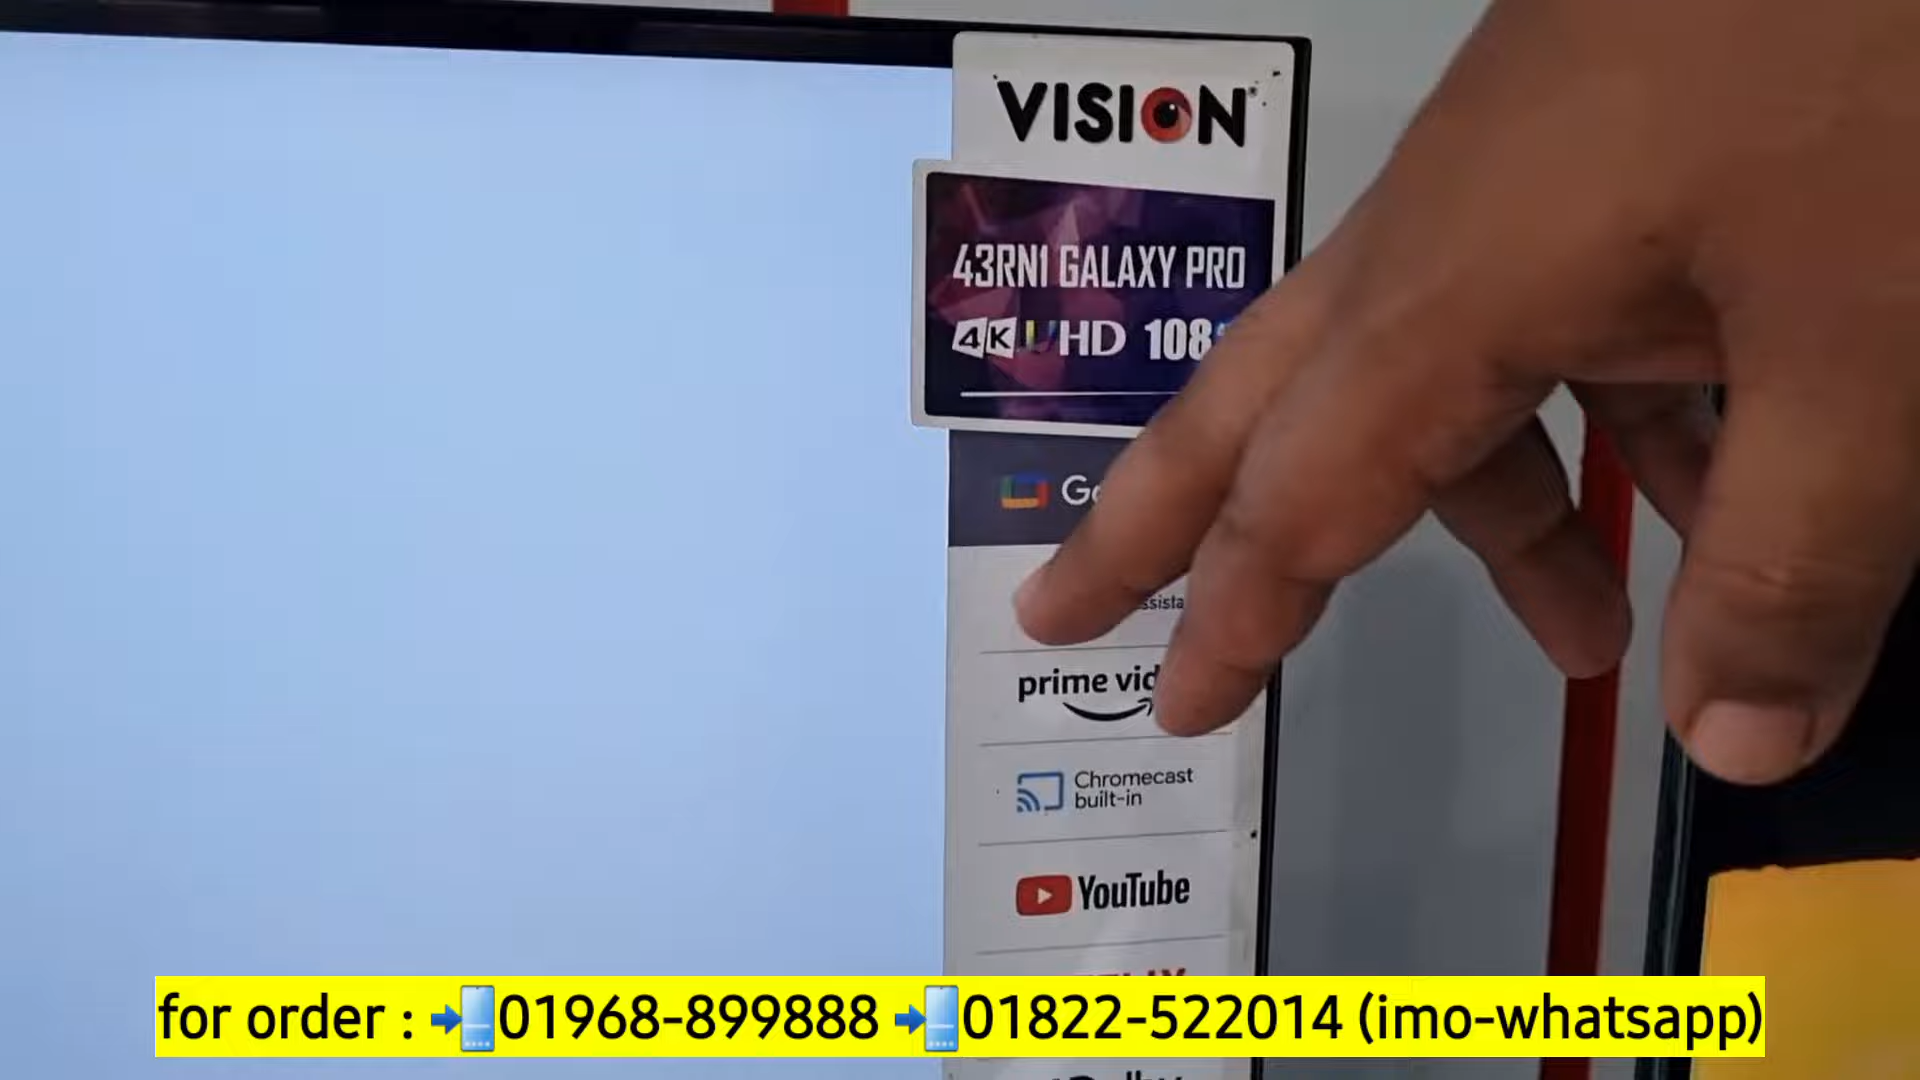 VISION
43RN1 GALAXY PRO
4K UHD 108
prime
Chromecast
built-in
YouTube
for order : 01968-899888 01822-522014 (imo-whatsapp)